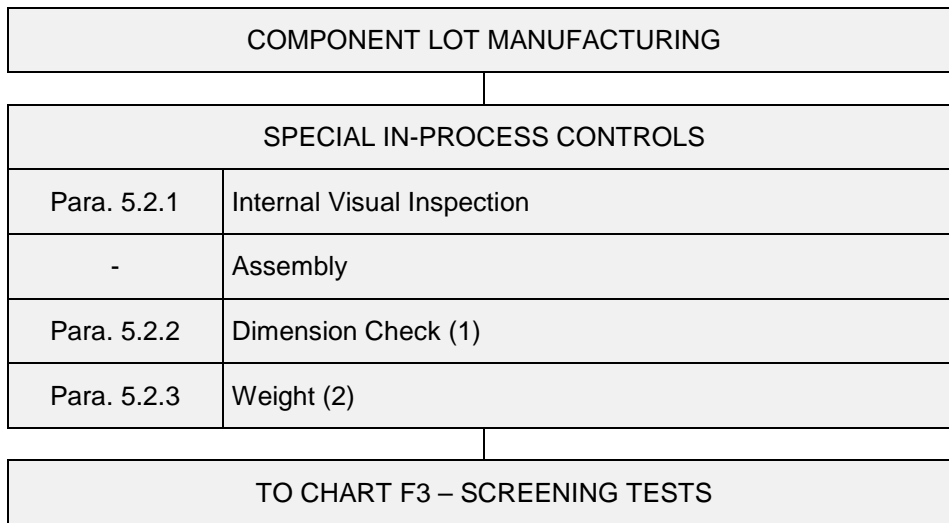 COMPONENT LOT MANUFACTURING
SPECIAL IN-PROCESS CONTROLS
Para. 5.2.1 Internal Visual Inspection
- Assembly
Para. 5.2.2 Dimension Check (1)
Para. 5.2.3 Weight (2)
TO CHART F3 – SCREENING TESTS